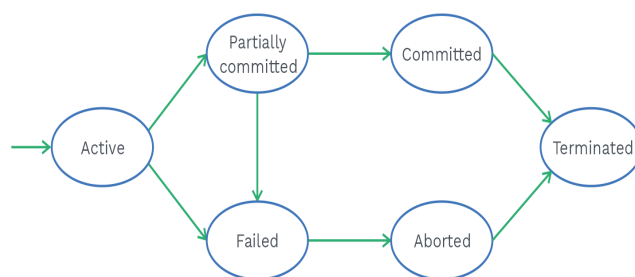 Partially
committed
Committed
Active
Terminated
Failed
Aborted